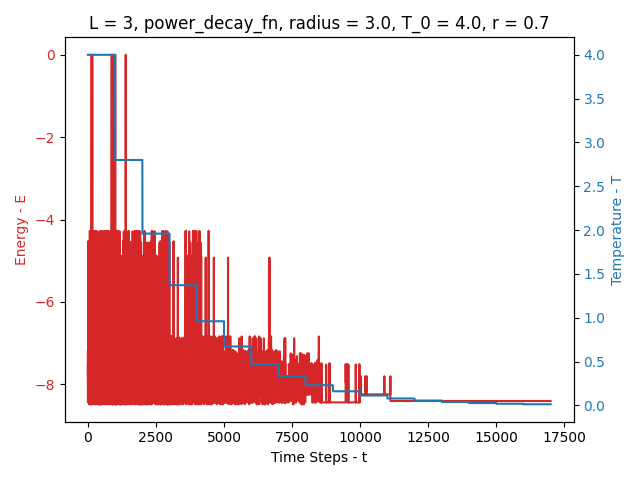 L = 3, power_decay_fn, radius = 3.0, T_0 = 4.0, r = 0.7
Energy - E
0
−2
−4
−6
−8
4.0
3.5
3.0
2.5
2.0
1.5
1.0
0.5
0.0
Temperature - T
0 2500 5000 7500 10000 12500 15000 17500
Time Steps - t